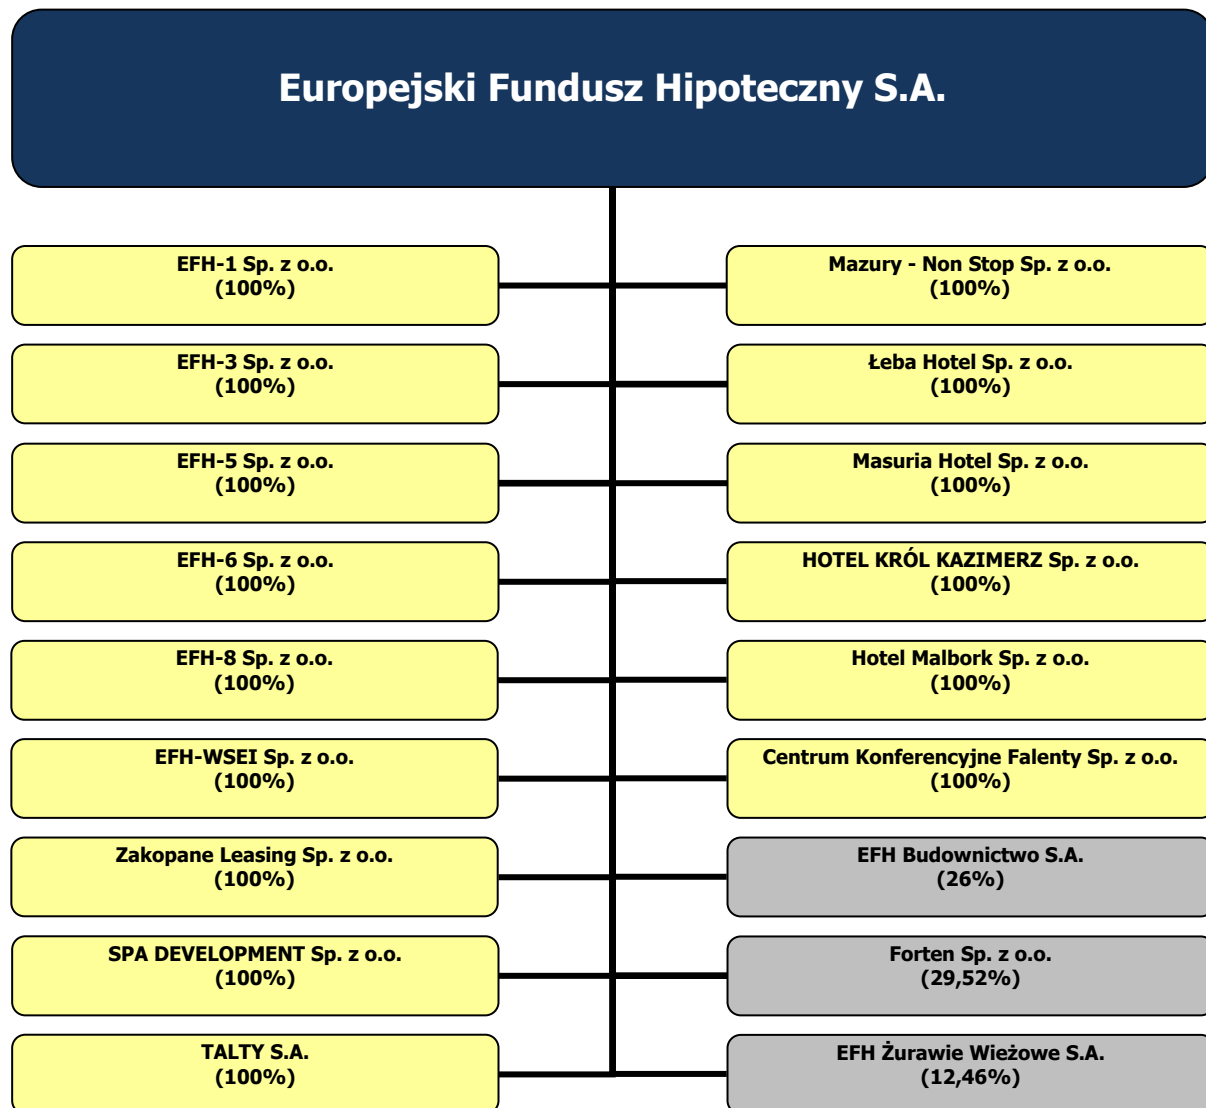 Europejski Fundusz Hipoteczny S.A.
EFH-1 Sp. z o.o.
(100%)
Mazury - Non Stop Sp. z o.o.
(100%)
EFH-3 Sp. z o.o.
(100%)
Łeba Hotel Sp. z o.o.
(100%)
EFH-5 Sp. z o.o.
(100%)
Masuria Hotel Sp. z o.o.
(100%)
EFH-6 Sp. z o.o.
(100%)
HOTEL KRÓL KAZIMERZ Sp. z o.o.
(100%)
EFH-8 Sp. z o.o.
(100%)
Hotel Malbork Sp. z o.o.
(100%)
EFH-WSEI Sp. z o.o.
(100%)
Centrum Konferencyjne Falenty Sp. z o.o.
(100%)
Zakopane Leasing Sp. z o.o.
(100%)
EFH Budownictwo S.A.
(26%)
SPA DEVELOPMENT Sp. z o.o.
(100%)
Forten Sp. z o.o.
(29,52%)
TALTY S.A.
(100%)
EFH Żurawie Wieżowe S.A.
(12,46%)